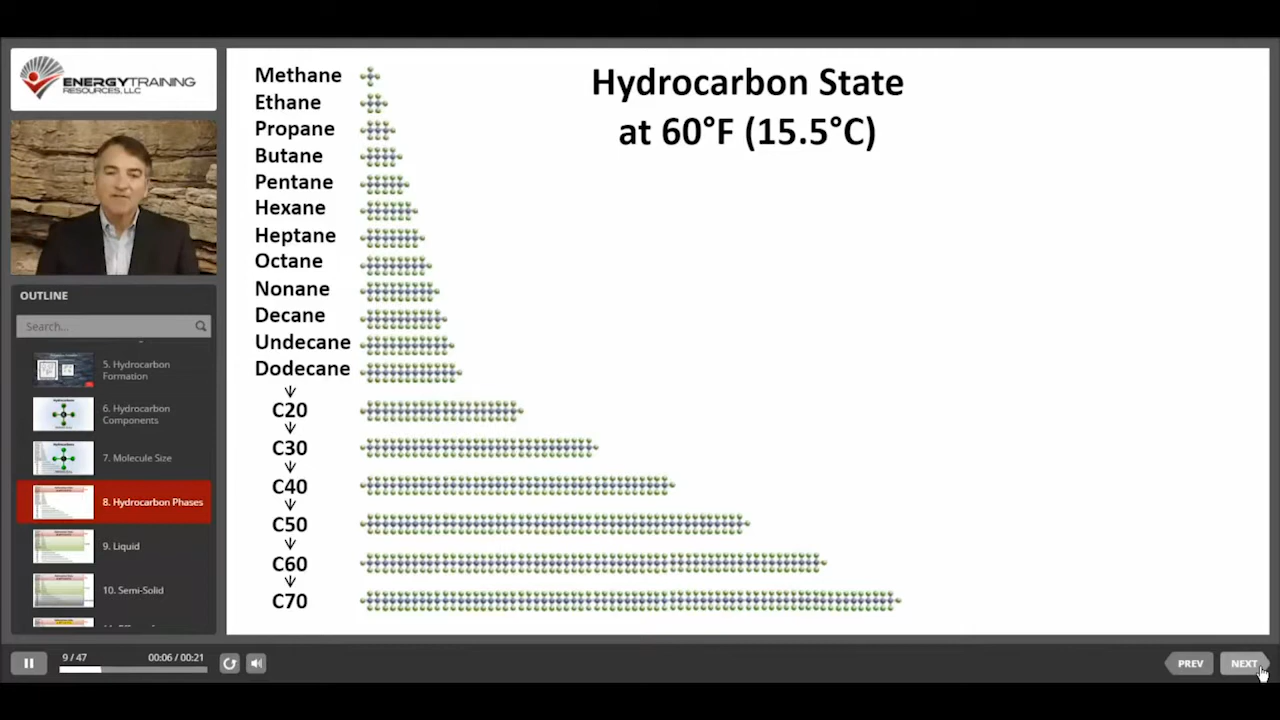 ENERGYTRAINING
RESOURCES, LLC
OUTLINE
Search...
5. Hydrocarbon
Formation
6. Hydrocarbon
Components
7. Molecule Size
8. Hydrocarbon Phases
9. Liquid
10. Semi-Solid
Hydrocarbon State
at 60°F (15.5°C)
Methane
Ethane
Propane
Butane
Pentane
Hexane
Heptane
Octane
Nonane
Decane
Undecane
Dodecane
C20
C30
C40
C50
C60
C70
9 / 47
00:06 / 00:21
PREV
NEXT